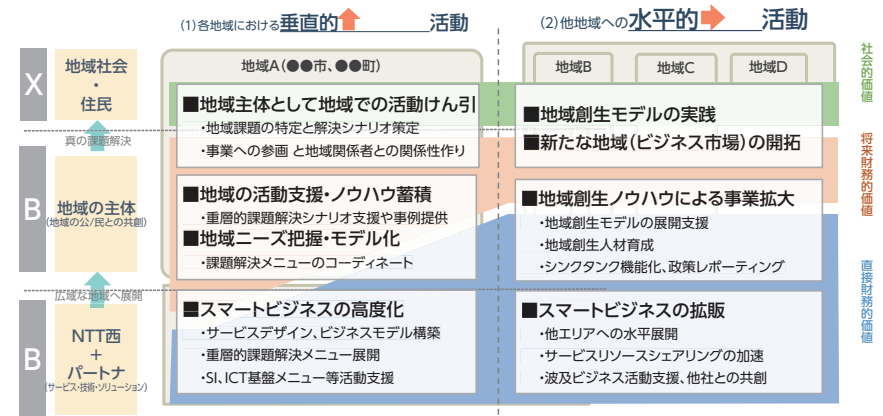 (1)各地域における垂直的 活動
(2)他地域への水平的 活動
X
地域社会
・
住民
真の課題解決
B
地域の主体
(地域の公/民との共創)
広域な地域へ展開
B
NTT西
+
パートナ
(サービス・技術・ソリューション)
地域A(●●市、●●町)
■地域主体として地域での活動けん引
・地域課題の特定と解決シナリオ策定
・事業への参画 と地域関係者との関係性作り
■地域の活動支援・ノウハウ蓄積
・重層的課題解決シナリオ支援や事例提供
■地域ニーズ把握・モデル化
・課題解決メニューのコーディネート
■スマートビジネスの高度化
・サービスデザイン、ビジネスモデル構築
・重層的課題解決メニュー展開
・SI、ICT基盤メニュー等活動支援
地域B
地域C
地域D
■地域創生モデルの実践
■新たな地域(ビジネス市場)の開拓
■地域創生ノウハウによる事業拡大
・地域創生モデルの展開支援
・地域創生人材育成
・シンクタンク機能化、政策レポーティング
■スマートビジネスの拡販
・他エリアへの水平展開
・サービスリソースシェアリングの加速
・波及ビジネス活動支援、他社との共創
社会的価値
将来財務的価値
直接財務的価値